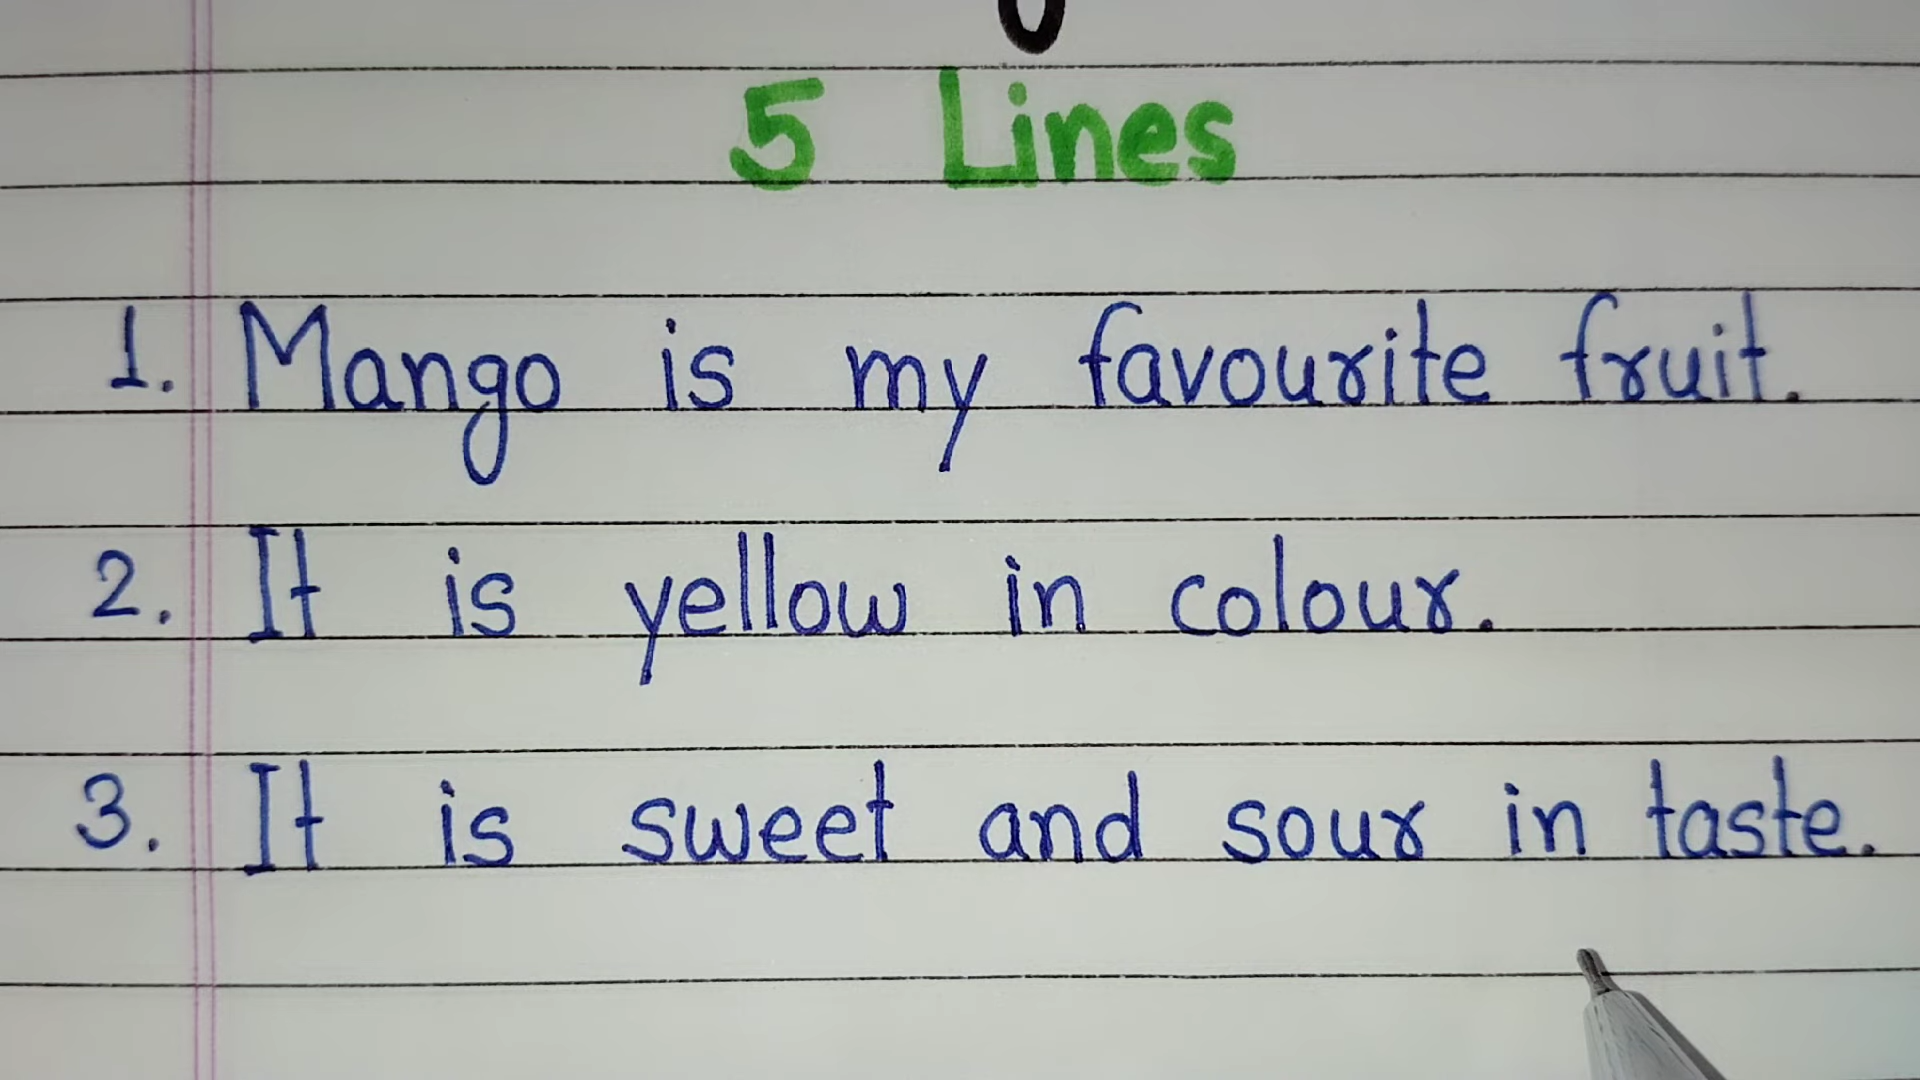 5 Lines
1. Mango is my favourite fruit.
2. It is yellow in colour.
3. It is sweet and sour in taste.